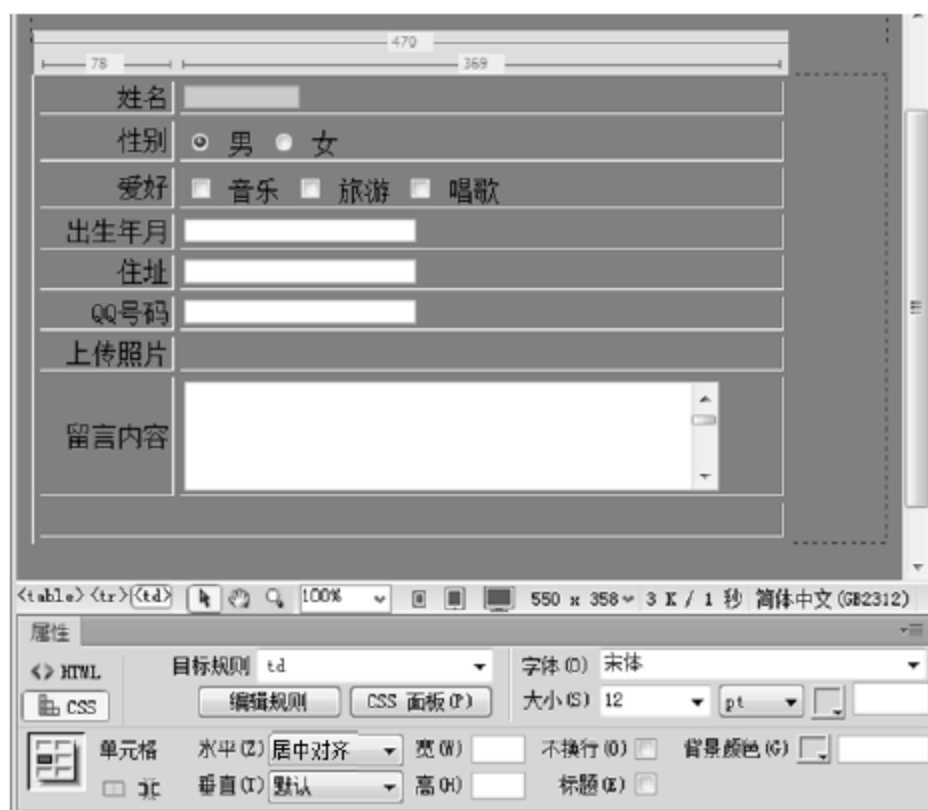 470
78 369
姓名
性别 男 女
爱好 音乐 旅游 唱歌
出生年月
住址
QQ号码
上传照片
留言内容
<table><tr><td> 100% 550 x 358 3 K / 1 秒 简体中文(GB2312)
属性
<> HTML 目标规则 td 字体(O) 宋体
CSS 编辑规则 CSS 面板(P) 大小(S) 12 pt
单元格 水平(Z) 居中对齐 宽(W) 不换行(O) 背景颜色(G)
垂直(T) 默认 高(H) 标题(E)